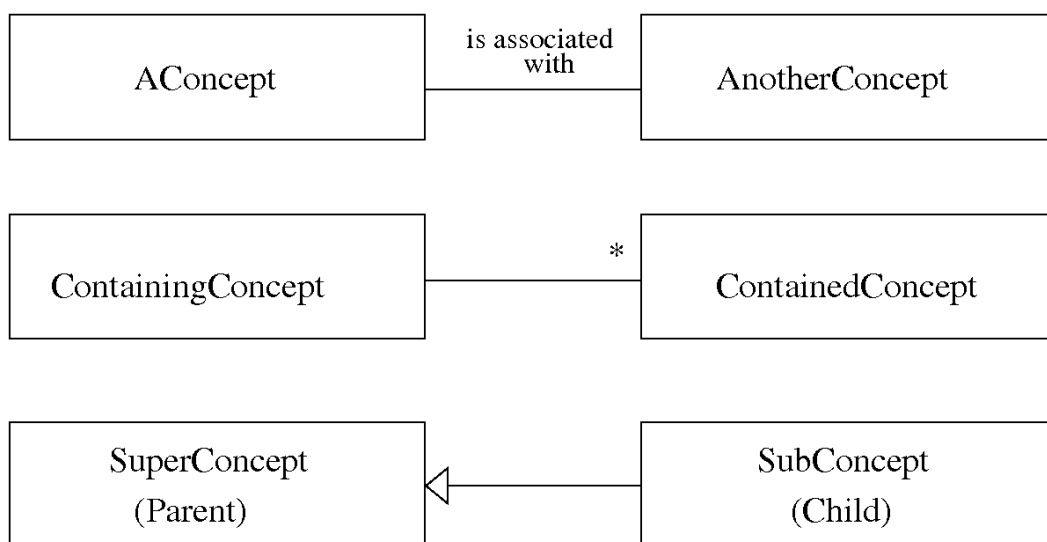 AConcept
is associated
with
AnotherConcept
ContainingConcept
*
ContainedConcept
SuperConcept
(Parent)
SubConcept
(Child)